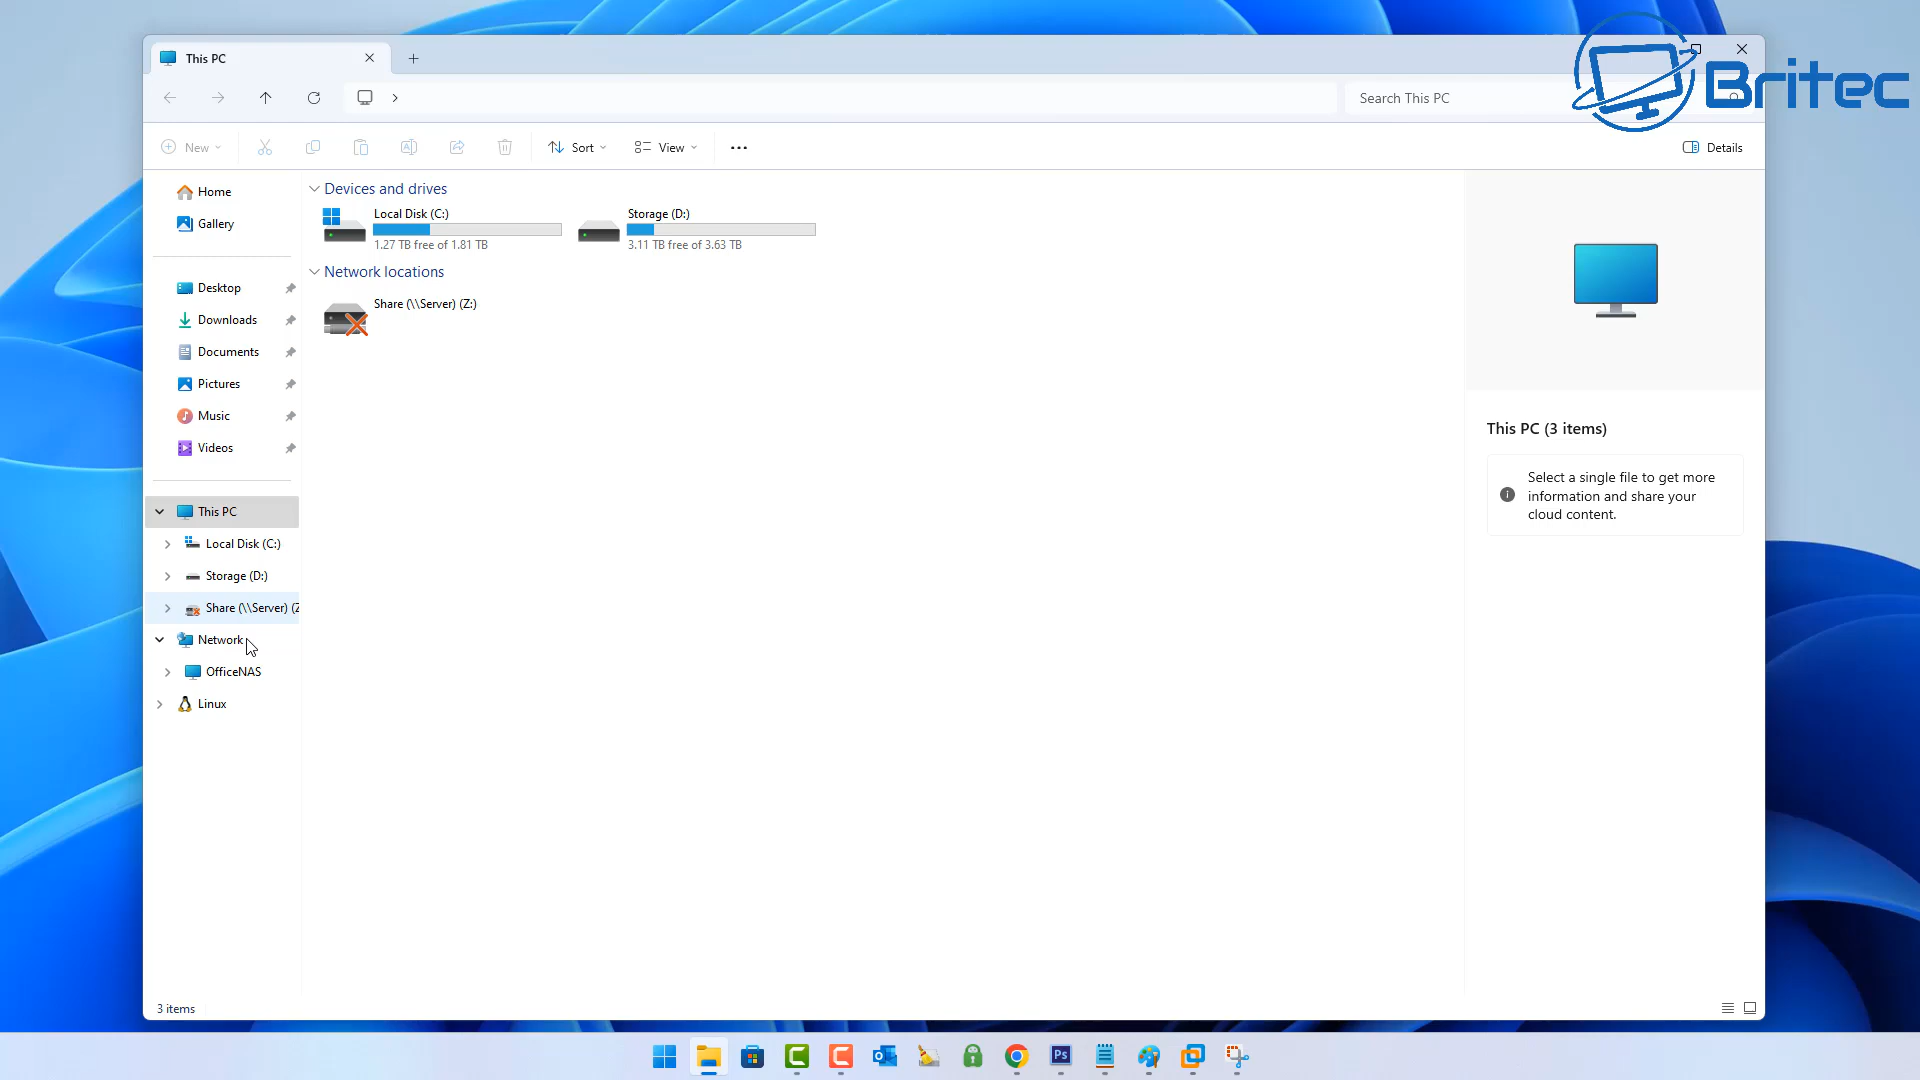 This PC
Britec
Search This PC
New
Sort
View
Details
Home
Gallery
Desktop
Downloads
Documents
Pictures
Music
Videos
This PC
Local Disk (C:)
Storage (D:)
Share (\\Server) (Z
Network
OfficeNAS
Linux
Devices and drives
Local Disk (C:)
1.27 TB free of 1.81 TB
Storage (D:)
3.11 TB free of 3.63 TB
Network locations
Share (\\Server) (Z:)
This PC (3 items)
Select a single file to get more
information and share your
cloud content.
3 items
Ps